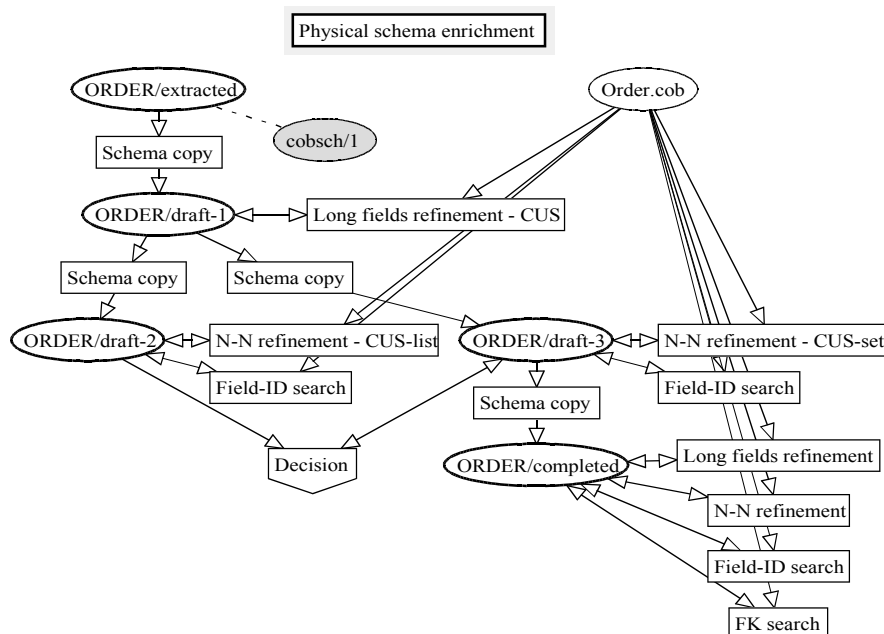 Physical schema enrichment
ORDER/extracted
Order.cob
cobsch/1
Schema copy
ORDER/draft-1
Long fields refinement - CUS
Schema copy
Schema copy
ORDER/draft-2
N-N refinement - CUS-list
ORDER/draft-3
N-N refinement - CUS-set
Field-ID search
Field-ID search
Schema copy
Decision
ORDER/completed
Long fields refinement
N-N refinement
Field-ID search
FK search